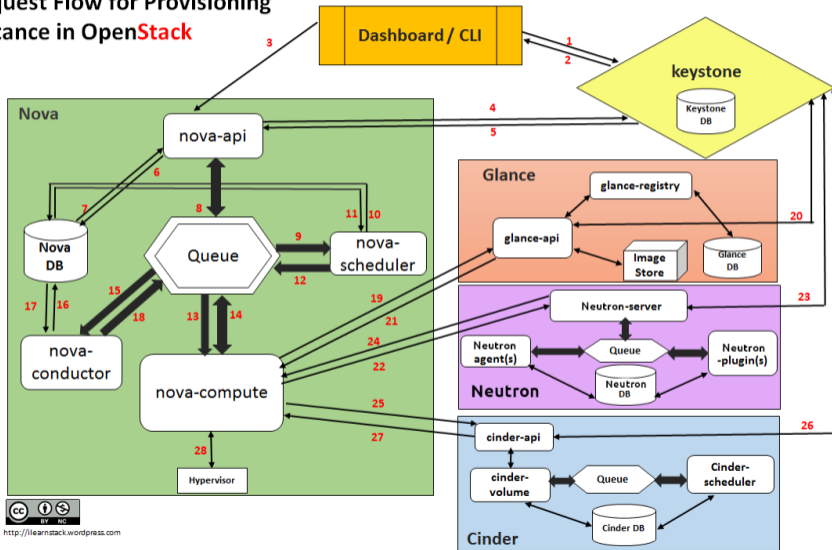 quest Flow for Provisioning
tance in OpenStack
Dashboard / CLI
1
2
3
keystone
Keystone
DB
Nova
nova-api
4
5
6
7
8
Nova
DB
Queue
9
10
11
12
nova-
scheduler
13
14
15
16
17
18
nova-
conductor
nova-compute
19
21
24
22
25
27
28
Hypervisor
Glance
glance-registry
glance-api
Image
Store
Glance
DB
20
Neutron-server
23
Neutron
agent(s)
Queue
Neutron
-plugin(s)
Neutron
DB
Neutron
cinder-api
26
cinder-
volume
Queue
Cinder-
scheduler
Cinder DB
Cinder
cc
BY NC
http://ilearnstack.wordpress.com